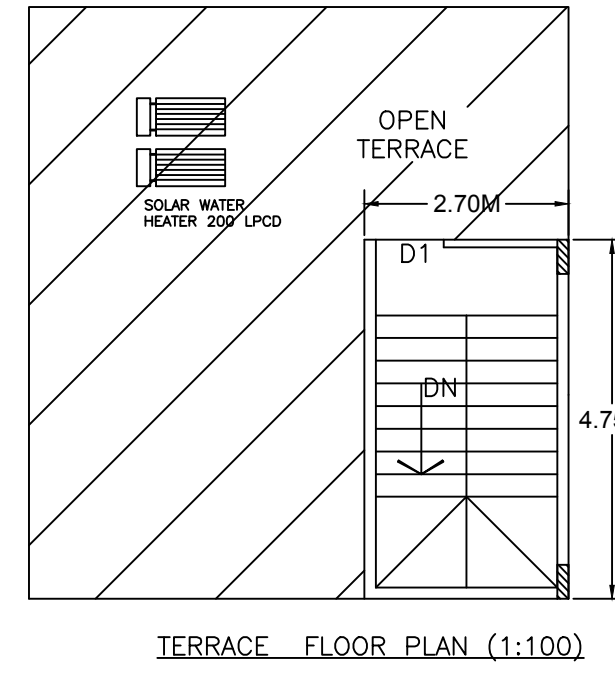 OPEN
TERRACE
2.70M
SOLAR WATER
HEATER 200 LPCD
D1
DN
TERRACE FLOOR PLAN (1:100)